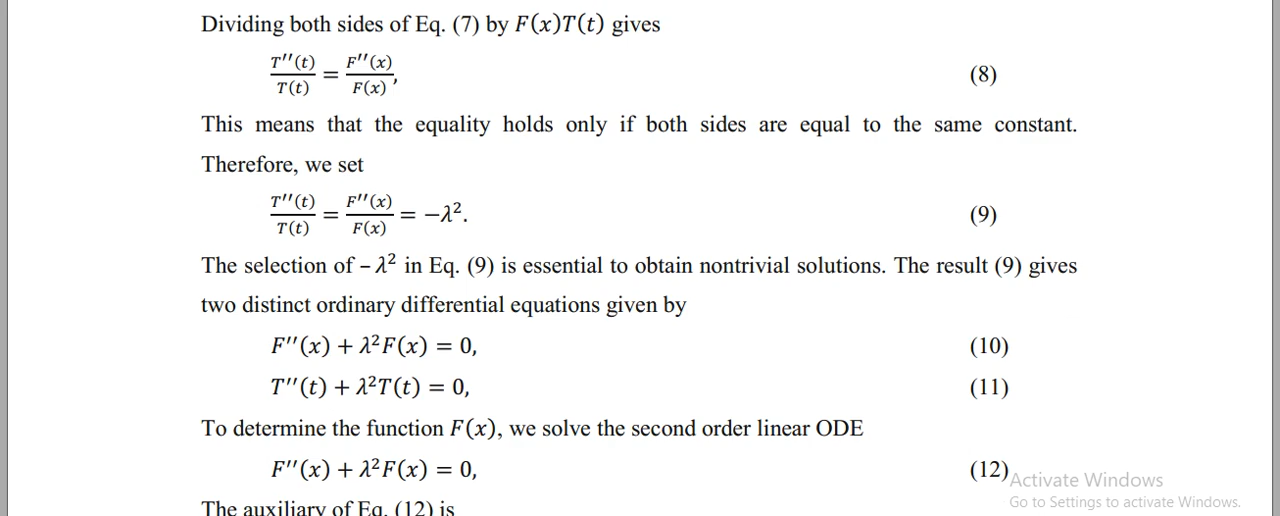 Dividing both sides of Eq. (7) by F(x)T(t) gives
T′′(t)/T(t) = F′′(x)/F(x), (8)
This means that the equality holds only if both sides are equal to the same constant.
Therefore, we set
T′′(t)/T(t) = F′′(x)/F(x) = −λ². (9)
The selection of – λ² in Eq. (9) is essential to obtain nontrivial solutions. The result (9) gives
two distinct ordinary differential equations given by
F′′(x) + λ²F(x) = 0, (10)
T′′(t) + λ²T(t) = 0, (11)
To determine the function F(x), we solve the second order linear ODE
F′′(x) + λ²F(x) = 0, (12)
Activate Windows
Go to Settings to activate Windows.
The auxiliary of Eq. (12) is